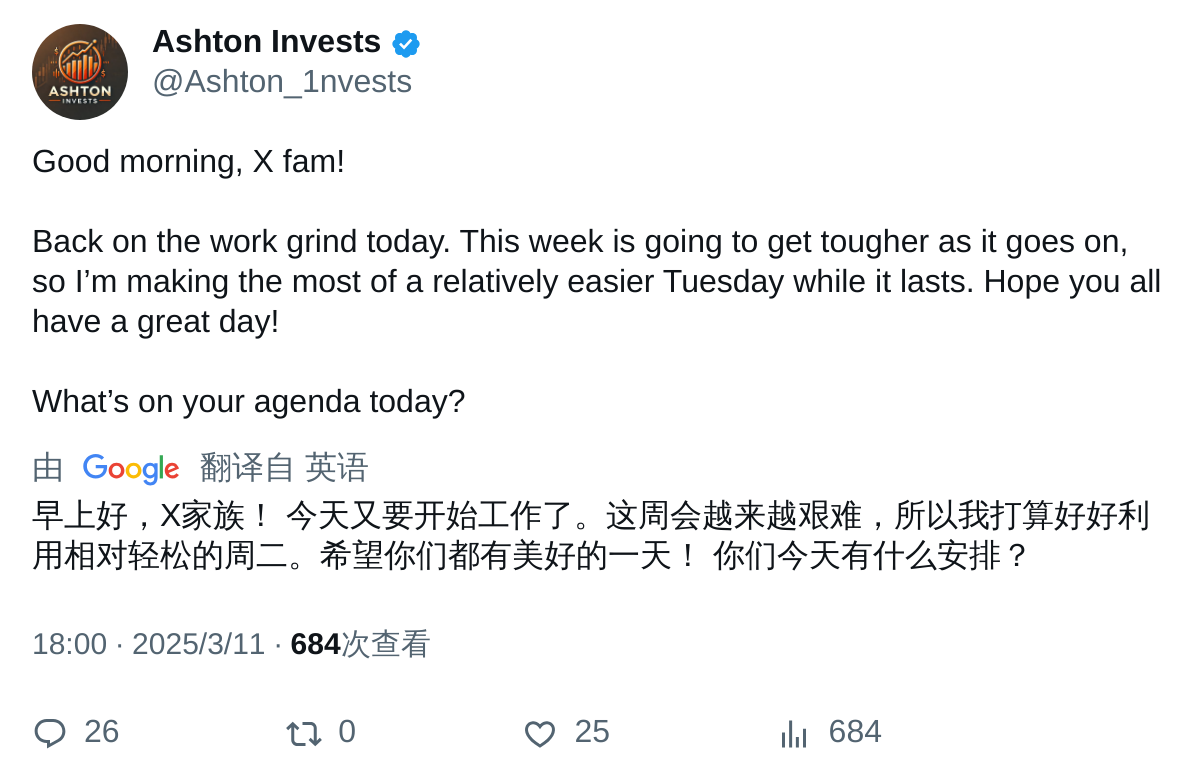 ASHTON
INVESTS
Ashton Invests
@Ashton_1nvests
Good morning, X fam!
Back on the work grind today. This week is going to get tougher as it goes on,
so I’m making the most of a relatively easier Tuesday while it lasts. Hope you all
have a great day!
What’s on your agenda today?
由 Google 翻译自 英语
早上好，X家族！ 今天又要开始工作了。这周会越来越艰难，所以我打算好好利
用相对轻松的周二。希望你们都有美好的一天！ 你们今天有什么安排？
18:00 · 2025/3/11 · 684次查看
26 0 25 684